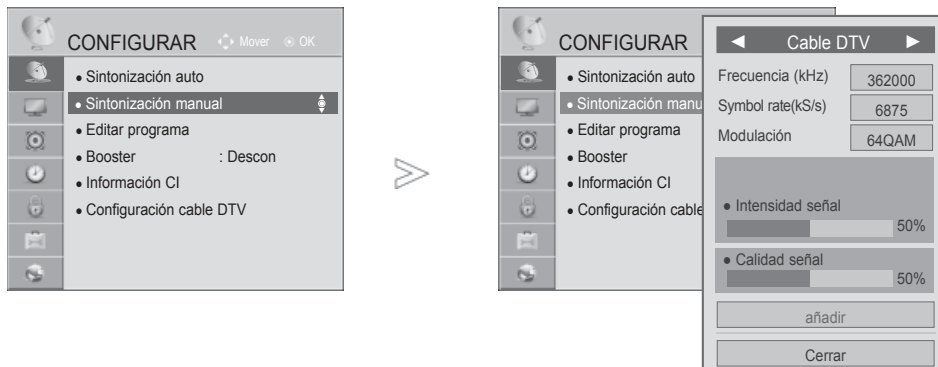 CONFIGURAR Mover OK
• Sintonización auto
• Sintonización manual
• Editar programa
• Booster : Descon
• Información CI
• Configuración cable DTV
CONFIGURAR
• Sintonización auto
• Sintonización manu
• Editar programa
• Booster
• Información CI
• Configuración cable
◄ Cable DTV ►
Frecuencia (kHz) 362000
Symbol rate(kS/s) 6875
Modulación 64QAM
• Intensidad señal
50%
• Calidad señal
50%
añadir
Cerrar